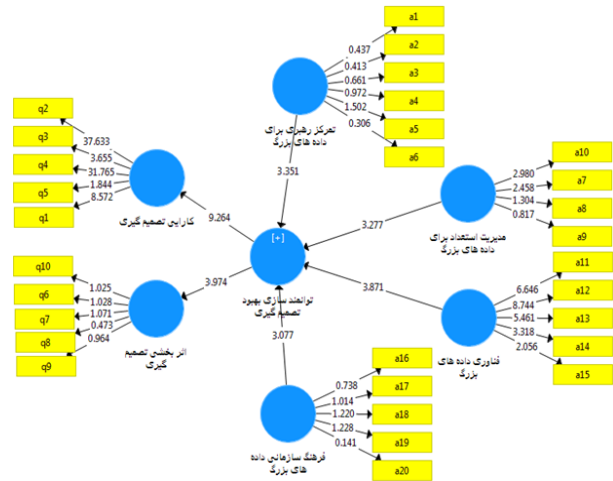 a1
a2
a3
a4
a5
a6
0.437
0.413
0.661
0.972
1.502
0.306
تمرکز رهبری برای
داده های بزرگ
3.351
q2
q3
q4
q5
q1
37.633
3.655
31.765
1.844
8.572
کارایی تصمیم گیری
9.264
a10
a7
a8
a9
2.980
2.458
1.304
0.817
مدیریت استعداد برای
داده های بزرگ
3.277
[+]
توانمند سازی بهبود
تصمیم گیری
q10
q6
q7
q8
q9
1.025
1.028
1.071
0.473
0.964
اثر بخشی تصمیم
گیری
3.974
a11
a12
a13
a14
a15
6.646
8.744
5.461
3.318
2.056
فناوری داده های
بزرگ
3.871
3.077
a16
a17
a18
a19
a20
0.738
1.014
1.220
1.228
0.141
فرهنگ سازمانی داده
های بزرگ